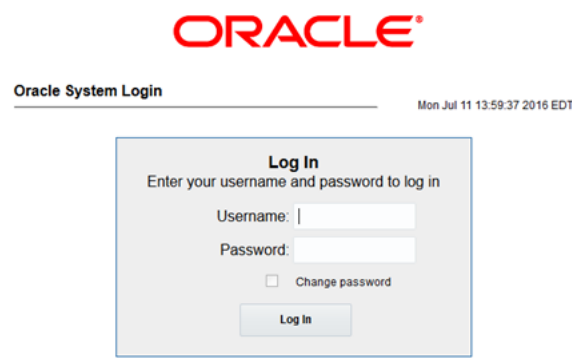 ORACLE®
Oracle System Login
Mon Jul 11 13:59:37 2016 EDT
Log In
Enter your username and password to log in
Username:
Password:
Change password
Log In